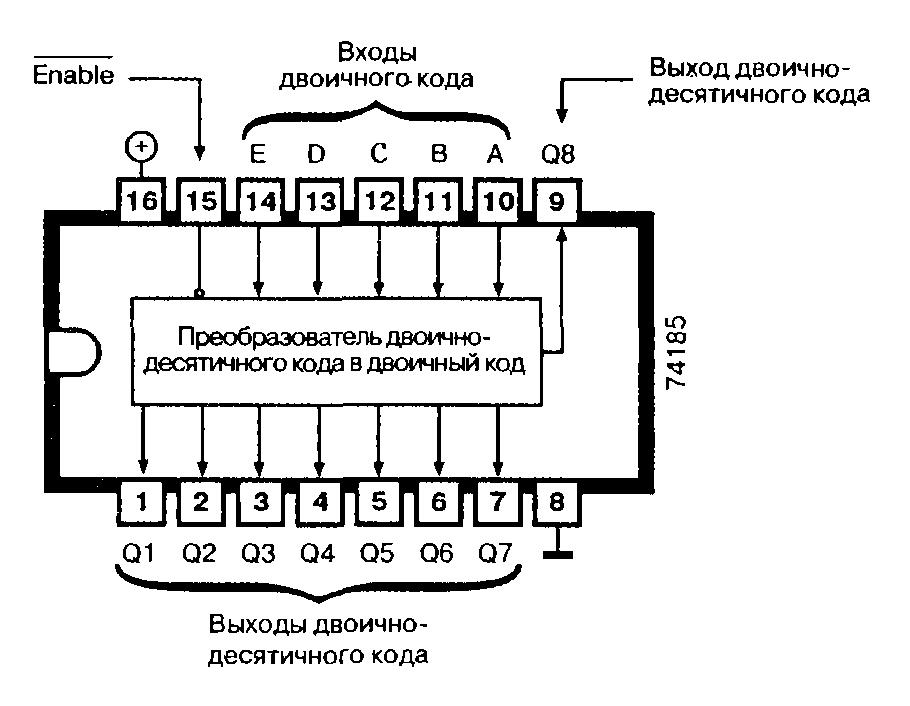 Enable
Входы
двоичного кода
Выход двоично-
десятичного кода
E D C B A Q8
+
16 15 14 13 12 11 10 9
Преобразователь двоично-
десятичного кода в двоичный код
74185
1 2 3 4 5 6 7 8
Q1 Q2 Q3 Q4 Q5 Q6 Q7
Выходы двоично-
десятичного кода